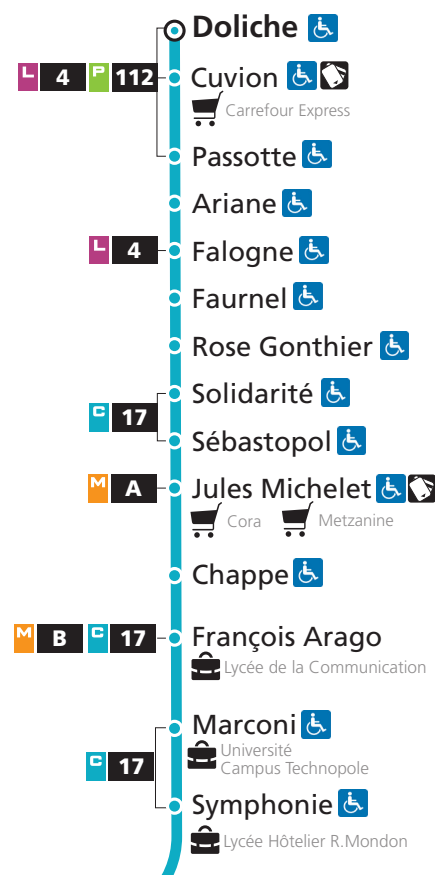 Doliche
L 4 P 112 Cuvion
Carrefour Express
Passotte
Ariane
L 4 Falogne
Faurnel
Rose Gonthier
Solidarité
C 17
Sébastopol
M A Jules Michelet
Cora Metzanine
Chappe
M B C 17 François Arago
Lycée de la Communication
Marconi
Université
C 17 Campus Technopole
Symphonie
Lycée Hôtelier R.Mondon